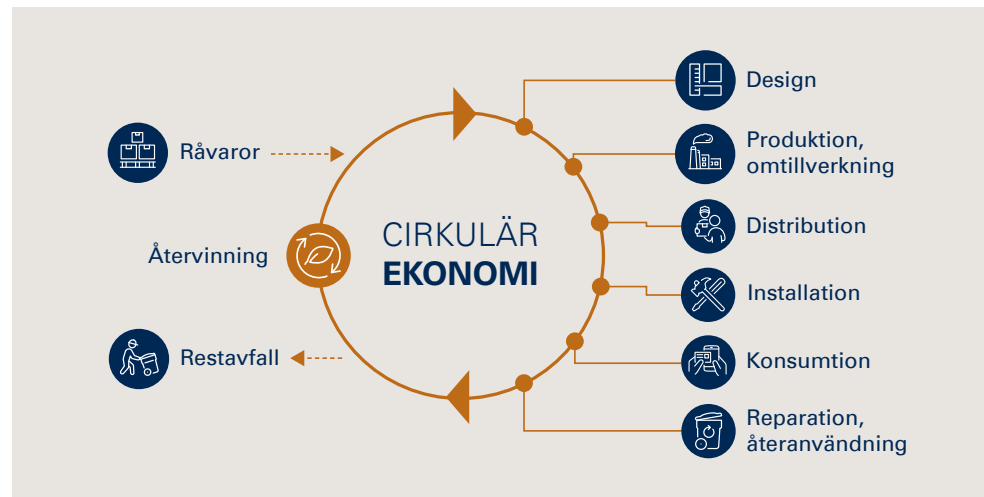 CIRKULÄR
EKONOMI
Råvaror
Återvinning
Restavfall
Design
Produktion,
omtillverkning
Distribution
Installation
Konsumtion
Reparation,
återanvändning